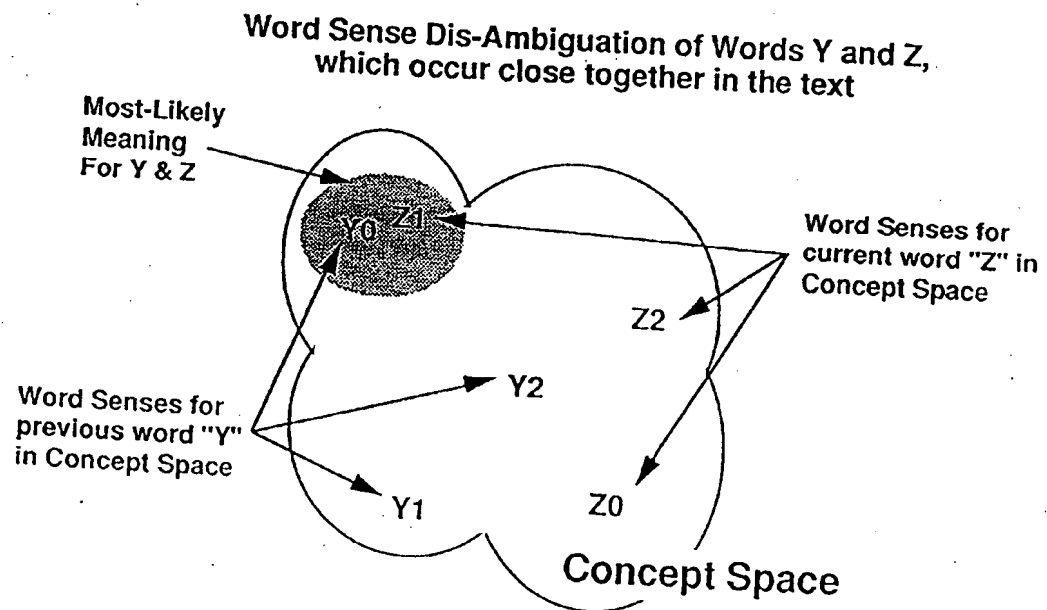 Word Sense Dis-Ambiguation of Words Y and Z,
which occur close together in the text
Most-Likely
Meaning
For Y & Z
Y0 Z1
Word Senses for
current word "Z" in
Concept Space
Z2
Y2
Word Senses for
previous word "Y"
in Concept Space
Y1
Z0
Concept Space